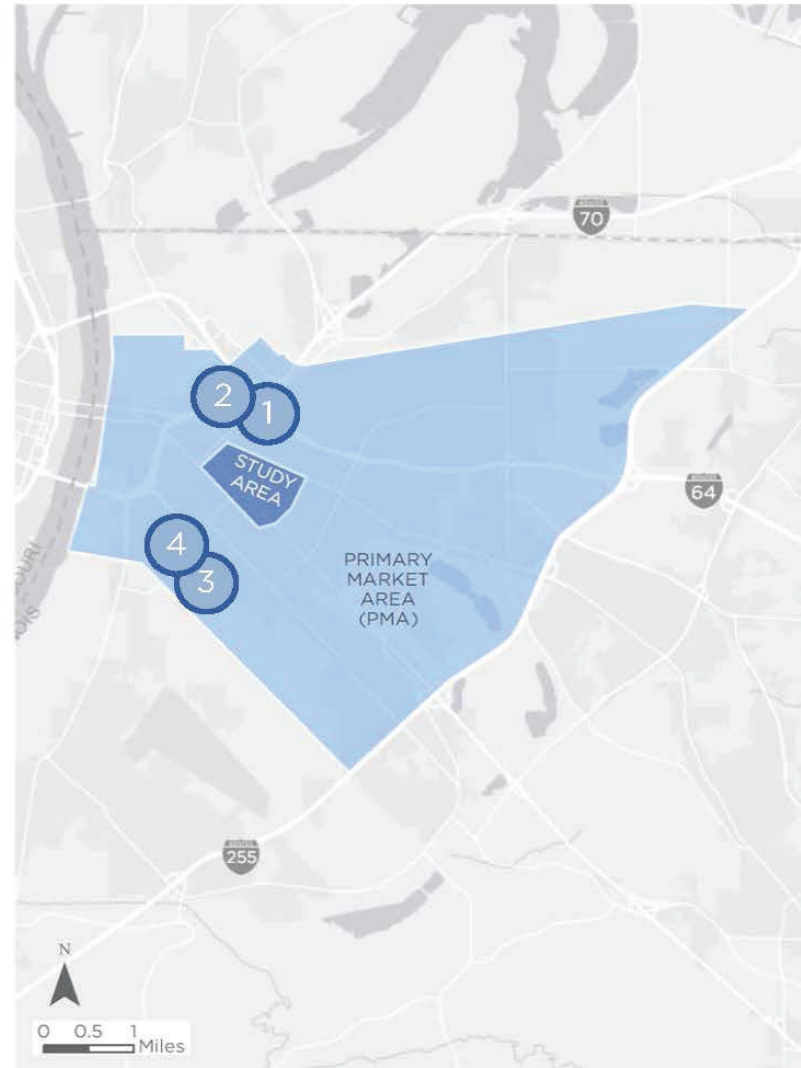 70
2
1
STUDY
AREA
64
4
3
PRIMARY
MARKET
AREA
(PMA)
255
N
0 0.5 1
Miles